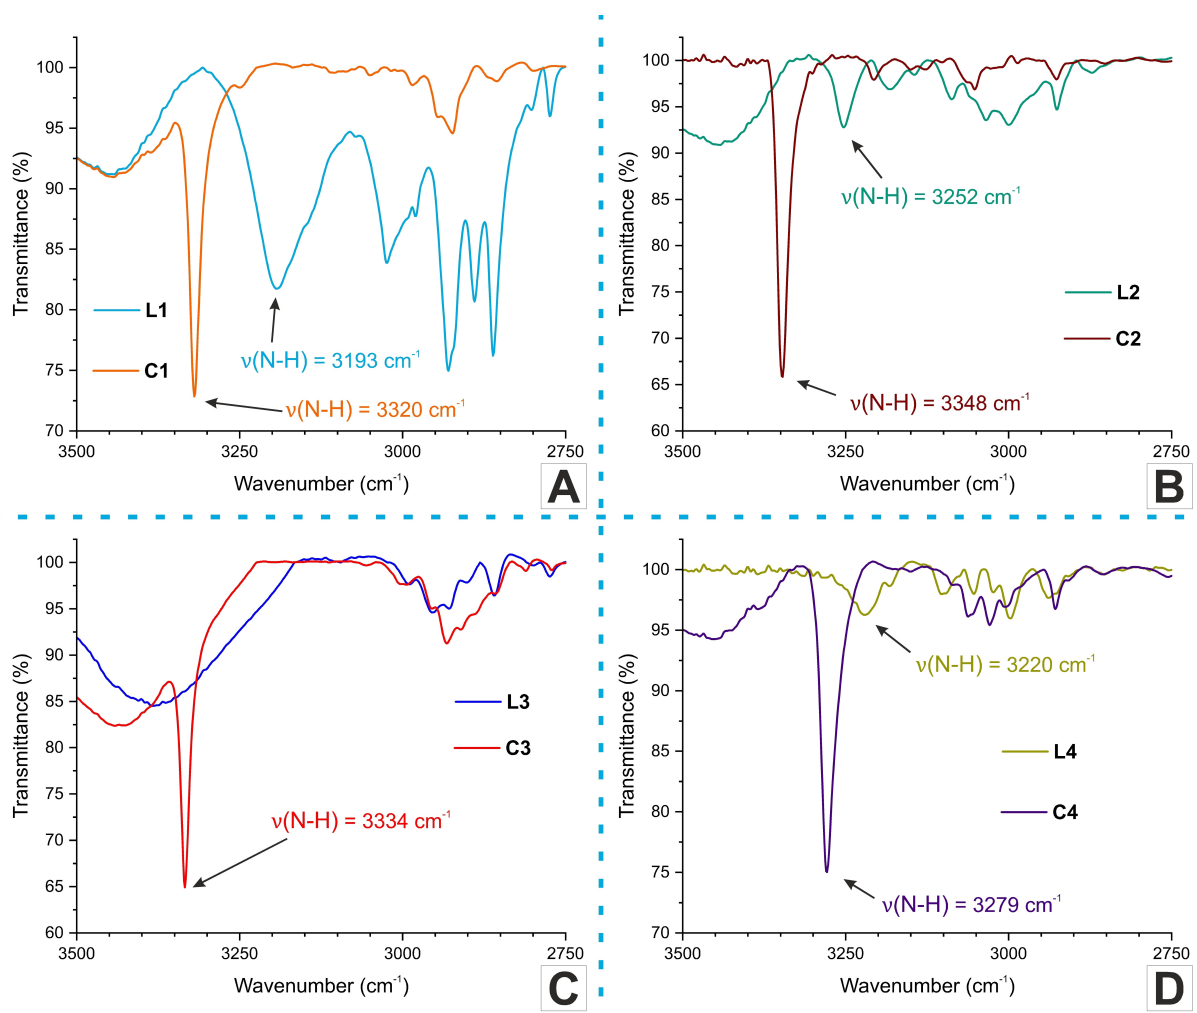 100
95
90
85
80
75
70
Transmittance (%)
L1
C1
ν(N-H) = 3193 cm⁻¹
ν(N-H) = 3320 cm⁻¹
3500 3250 3000 2750
Wavenumber (cm⁻¹)
A
100
95
90
85
80
75
70
65
60
Transmittance (%)
ν(N-H) = 3252 cm⁻¹
L2
C2
ν(N-H) = 3348 cm⁻¹
3500 3250 3000 2750
Wavenumber (cm⁻¹)
B
100
95
90
85
80
75
70
65
60
Transmittance (%)
L3
C3
ν(N-H) = 3334 cm⁻¹
3500 3250 3000 2750
Wavenumber (cm⁻¹)
C
100
95
90
85
80
75
70
Transmittance (%)
ν(N-H) = 3220 cm⁻¹
L4
C4
ν(N-H) = 3279 cm⁻¹
3500 3250 3000 2750
Wavenumber (cm⁻¹)
D